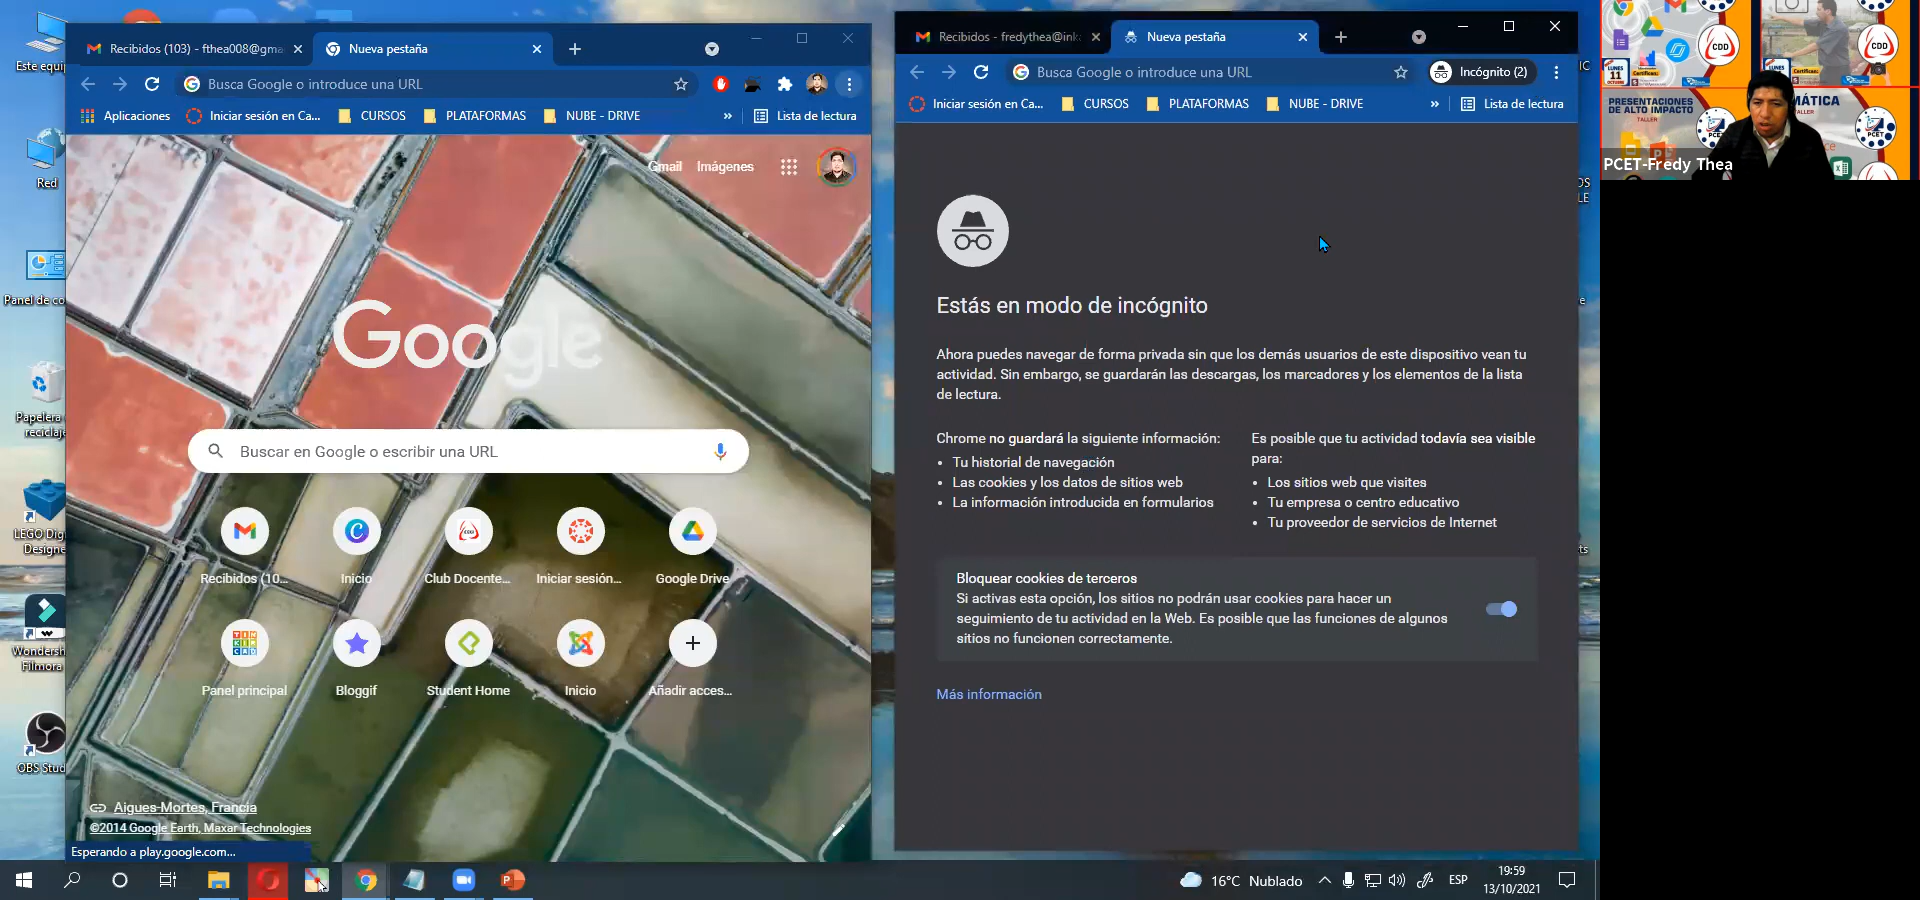 Este equip
Red
Panel de co
Papelera
reciclaje
LEGO Dig
Designe
Wondersh
Filmora
OBS Stud
Recibidos (103) - fthea008@gma
Nueva pestaña
Busca Google o introduce una URL
Aplicaciones
Iniciar sesión en Ca...
CURSOS
PLATAFORMAS
NUBE - DRIVE
»
Lista de lectura
Gmail
Imágenes
Google
Buscar en Google o escribir una URL
Recibidos (10...
Inicio
Club Docente...
Iniciar sesión...
Google Drive
Panel principal
Bloggif
Student Home
Inicio
Añadir acces...
Aigues-Mortes, Francia
©2014 Google Earth, Maxar Technologies
Esperando a play.google.com...
Recibidos - fredythea@ink
Nueva pestaña
Busca Google o introduce una URL
Incógnito (2)
Iniciar sesión en Ca...
CURSOS
PLATAFORMAS
NUBE - DRIVE
»
Lista de lectura
Estás en modo de incógnito
Ahora puedes navegar de forma privada sin que los demás usuarios de este dispositivo vean tu
actividad. Sin embargo, se guardarán las descargas, los marcadores y los elementos de la lista
de lectura.
Chrome no guardará la siguiente información:
• Tu historial de navegación
• Las cookies y los datos de sitios web
• La información introducida en formularios
Es posible que tu actividad todavía sea visible
para:
• Los sitios web que visites
• Tu empresa o centro educativo
• Tu proveedor de servicios de Internet
Bloquear cookies de terceros
Si activas esta opción, los sitios no podrán usar cookies para hacer un
seguimiento de tu actividad en la Web. Es posible que las funciones de algunos
sitios no funcionen correctamente.
Más información
CDD
CDD
LUNES
11
PRESENTACIONES
DE ALTO IMPACTO
TALLER
MÁTICA
TALLER
PCET
PCET-Fredy Thea
16°C Nublado
ESP
19:59
13/10/2021